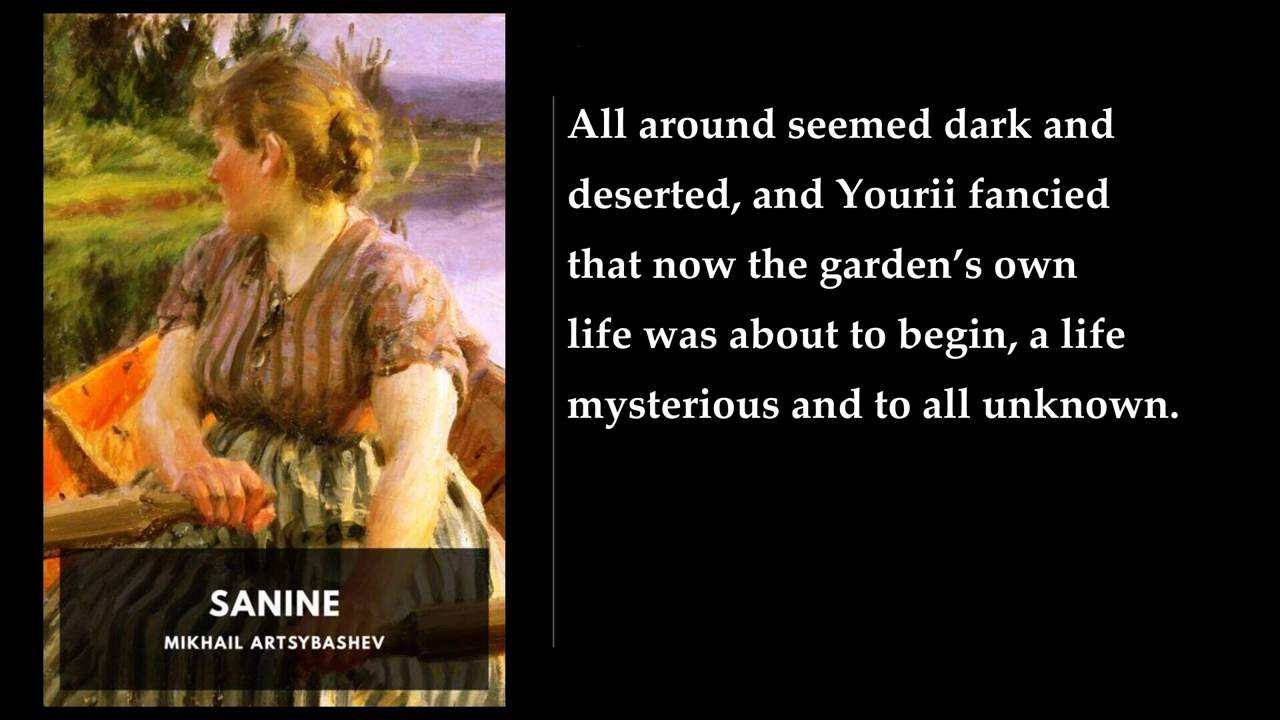 SANINE
MIKHAIL ARTSYBASHEV
All around seemed dark and
deserted, and Yourii fancied
that now the garden’s own
life was about to begin, a life
mysterious and to all unknown.